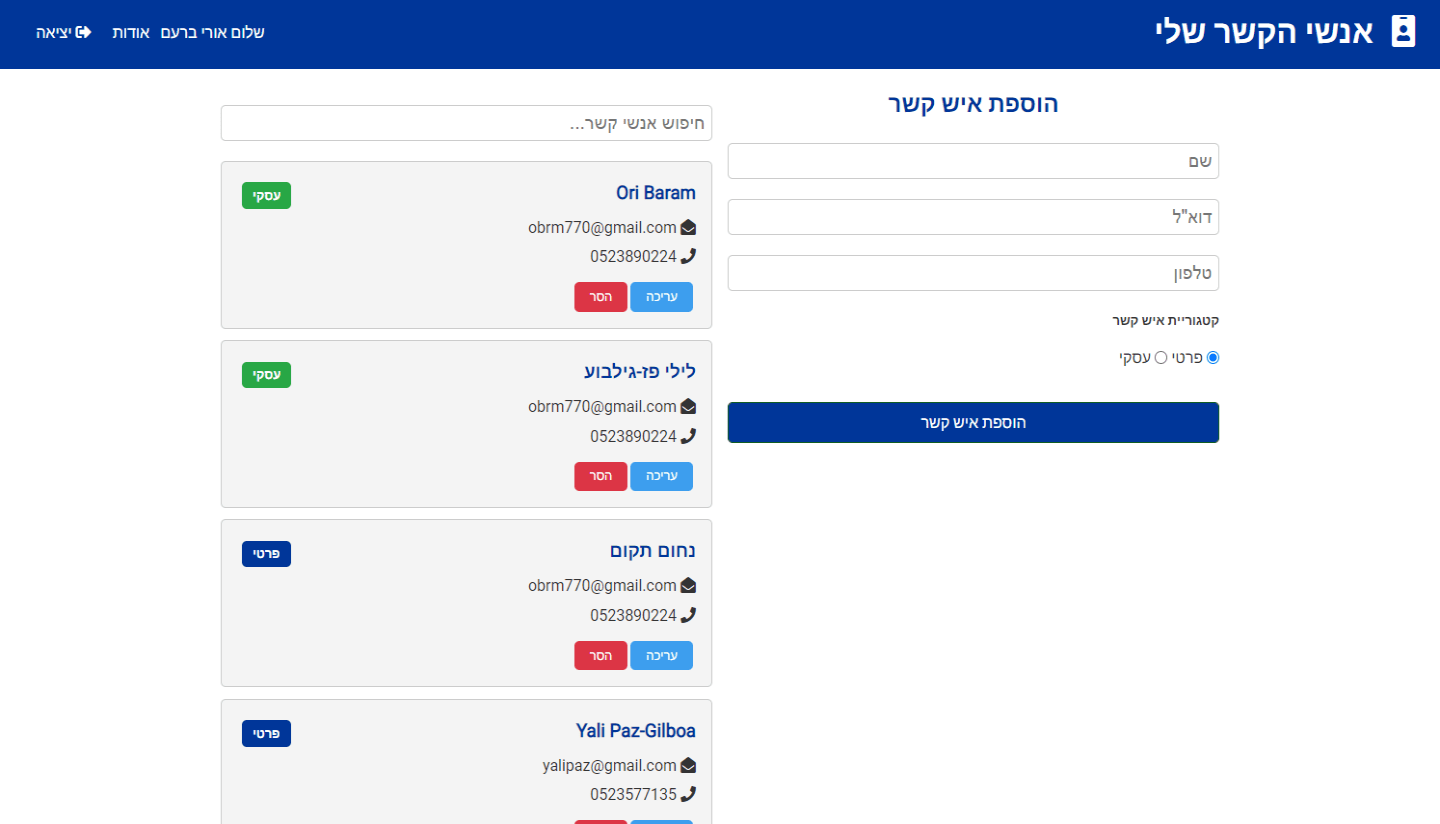 אנשי הקשר שלי
שלום אורי ברעם אודות יציאה
הוספת איש קשר
שם
דוא"ל
טלפון
קטגוריית איש קשר
פרטי עסקי
הוספת איש קשר
חיפוש אנשי קשר...
Ori Baram עסקי
obrm770@gmail.com
0523890224
עריכה הסר
לילי פז-גילבוע עסקי
obrm770@gmail.com
0523890224
עריכה הסר
נחום תקום פרטי
obrm770@gmail.com
0523890224
עריכה הסר
Yali Paz-Gilboa פרטי
yalipaz@gmail.com
0523577135